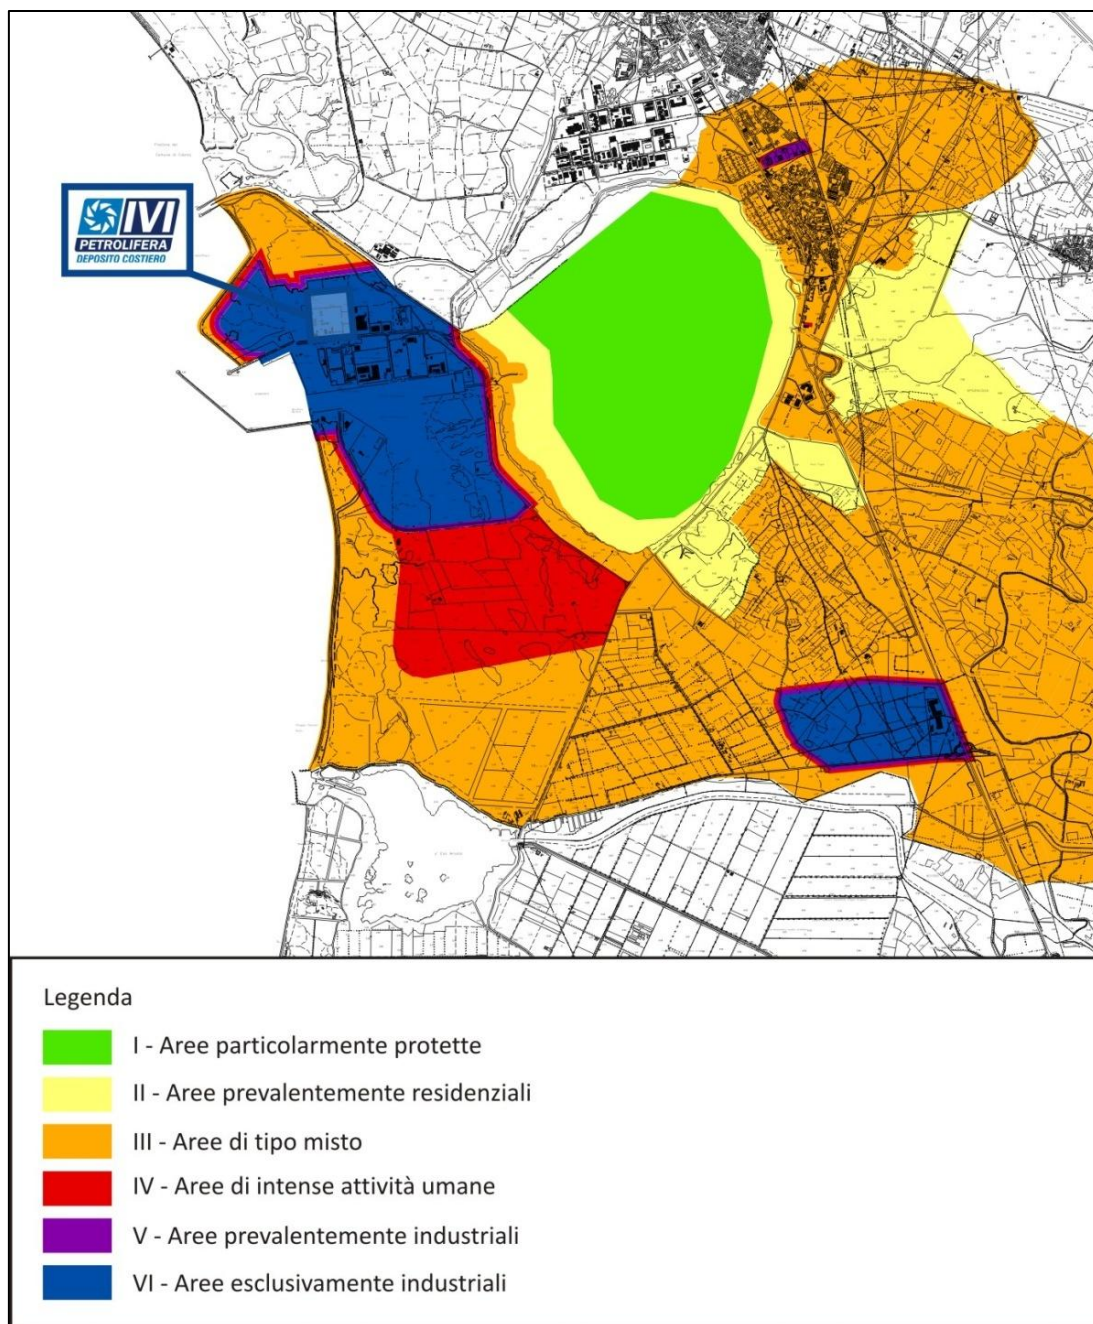 IVI
PETROLIFERA
DEPOSITO COSTIERO
Legenda
I - Aree particolarmente protette
II - Aree prevalentemente residenziali
III - Aree di tipo misto
IV - Aree di intense attività umane
V - Aree prevalentemente industriali
VI - Aree esclusivamente industriali